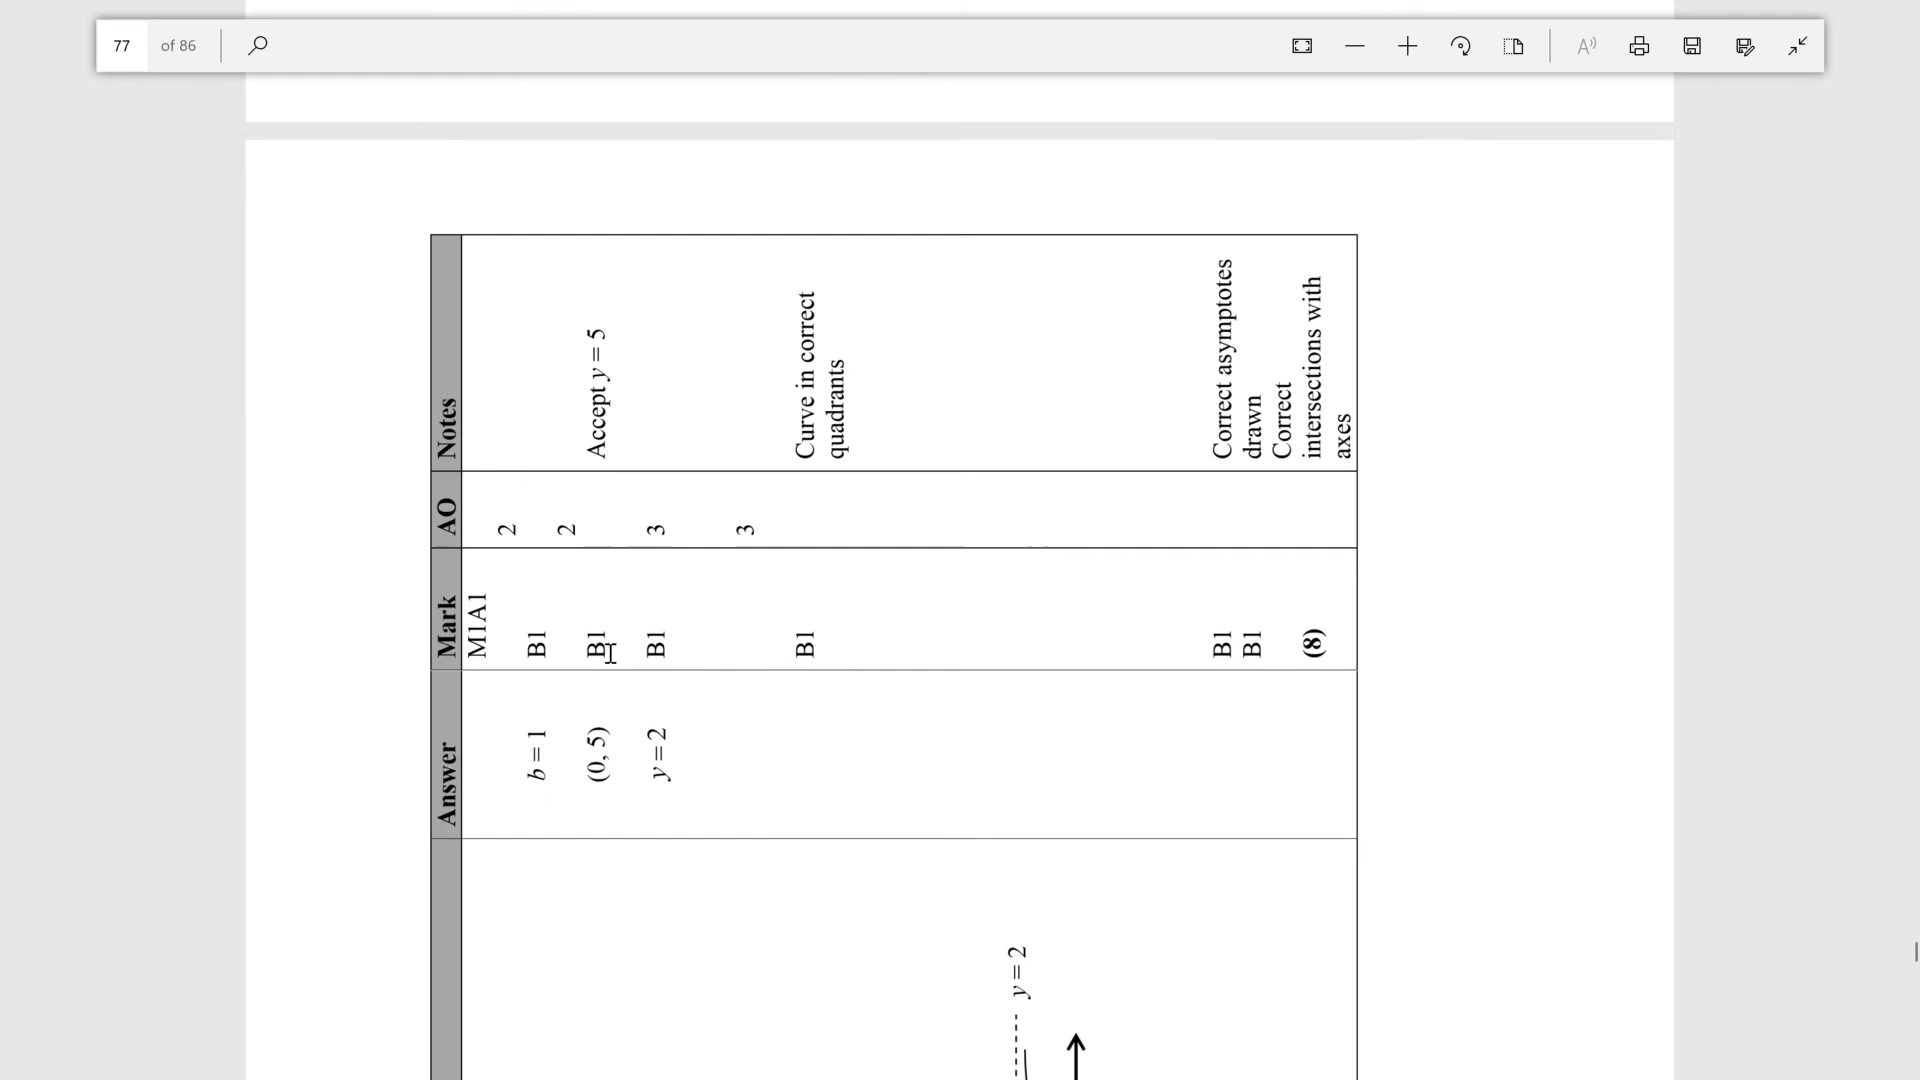 77 of 86
Answer Mark AO Notes
M1A1
2
b = 1 B1
2
(0, 5) B1 Accept y = 5
y = 2 B1 3
3
B1 Curve in correct
quadrants
y = 2
B1 Correct asymptotes
B1 drawn
Correct
(8) intersections with
axes